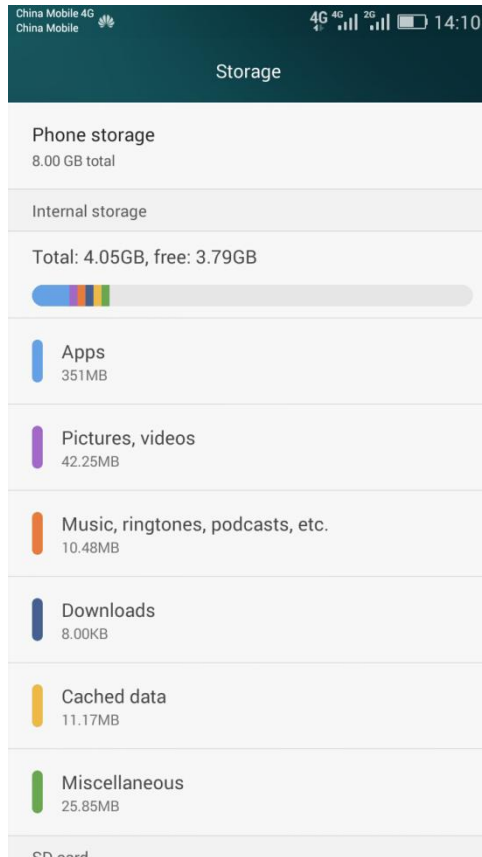 China Mobile 4G
China Mobile
4G 4G 2G 14:10
Storage
Phone storage
8.00 GB total
Internal storage
Total: 4.05GB, free: 3.79GB
Apps
351MB
Pictures, videos
42.25MB
Music, ringtones, podcasts, etc.
10.48MB
Downloads
8.00KB
Cached data
11.17MB
Miscellaneous
25.85MB
SD card